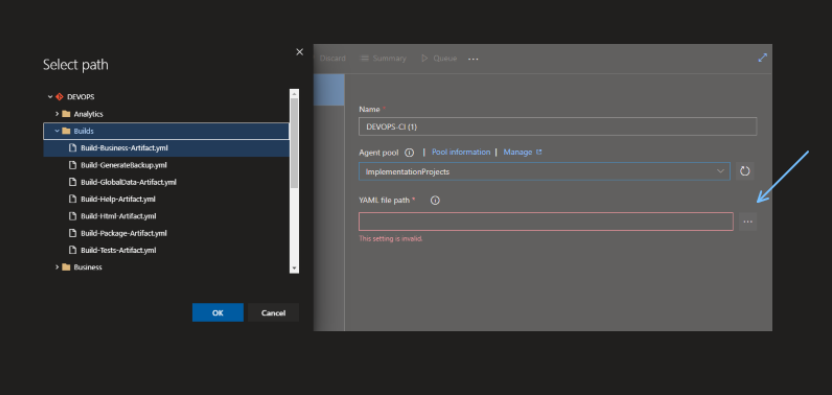 Select path
DEVOPS
Analytics
Builds
Build-Business-Artifact.yml
Build-GenerateBackup.yml
Build-GlobalData-Artifact.yml
Build-Help-Artifact.yml
Build-Html-Artifact.yml
Build-Package-Artifact.yml
Build-Tests-Artifact.yml
Business
OK Cancel
Discard Summary Queue ...
Name *
DEVOPS-CI (1)
Agent pool | Pool information | Manage
ImplementationProjects
YAML file path *
...
This setting is invalid.